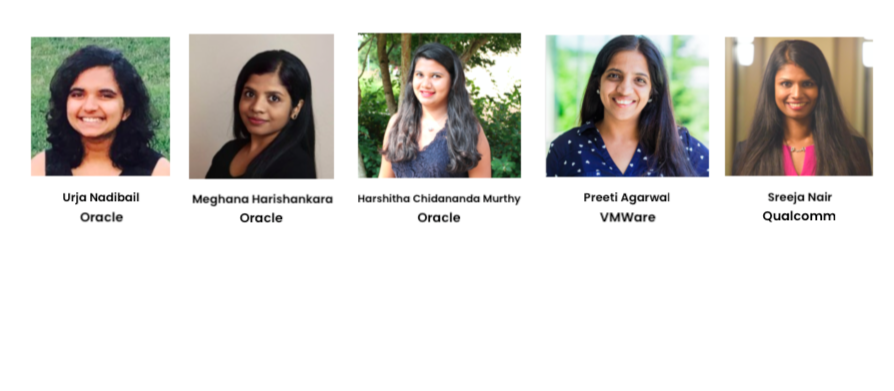 Urja Nadibail
Oracle
Meghana Harishankara
Oracle
Harshitha Chidananda Murthy
Oracle
Preeti Agarwal
VMWare
Sreeja Nair
Qualcomm